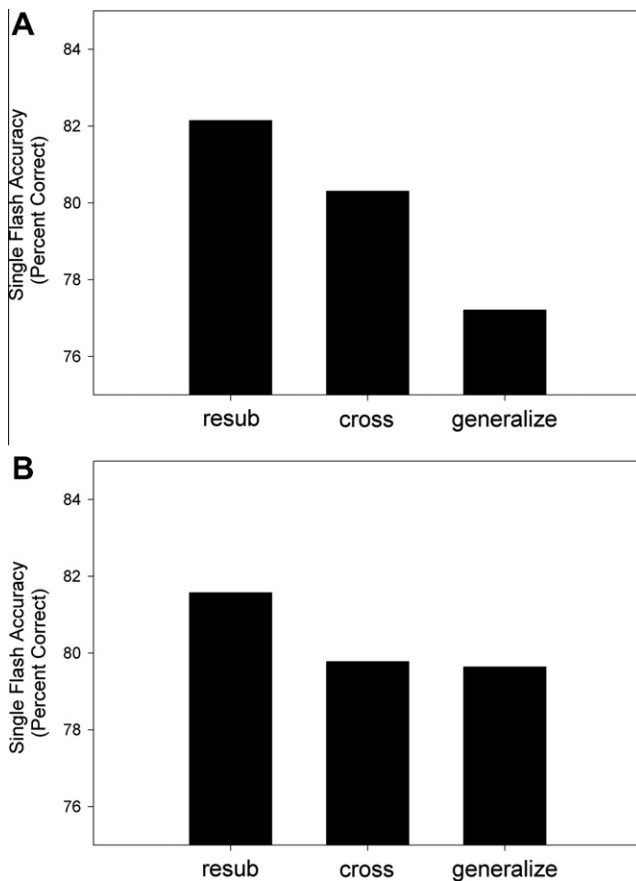 A
84
82
80
78
76
Single Flash Accuracy
(Percent Correct)
resub cross generalize
B
84
82
80
78
76
Single Flash Accuracy
(Percent Correct)
resub cross generalize